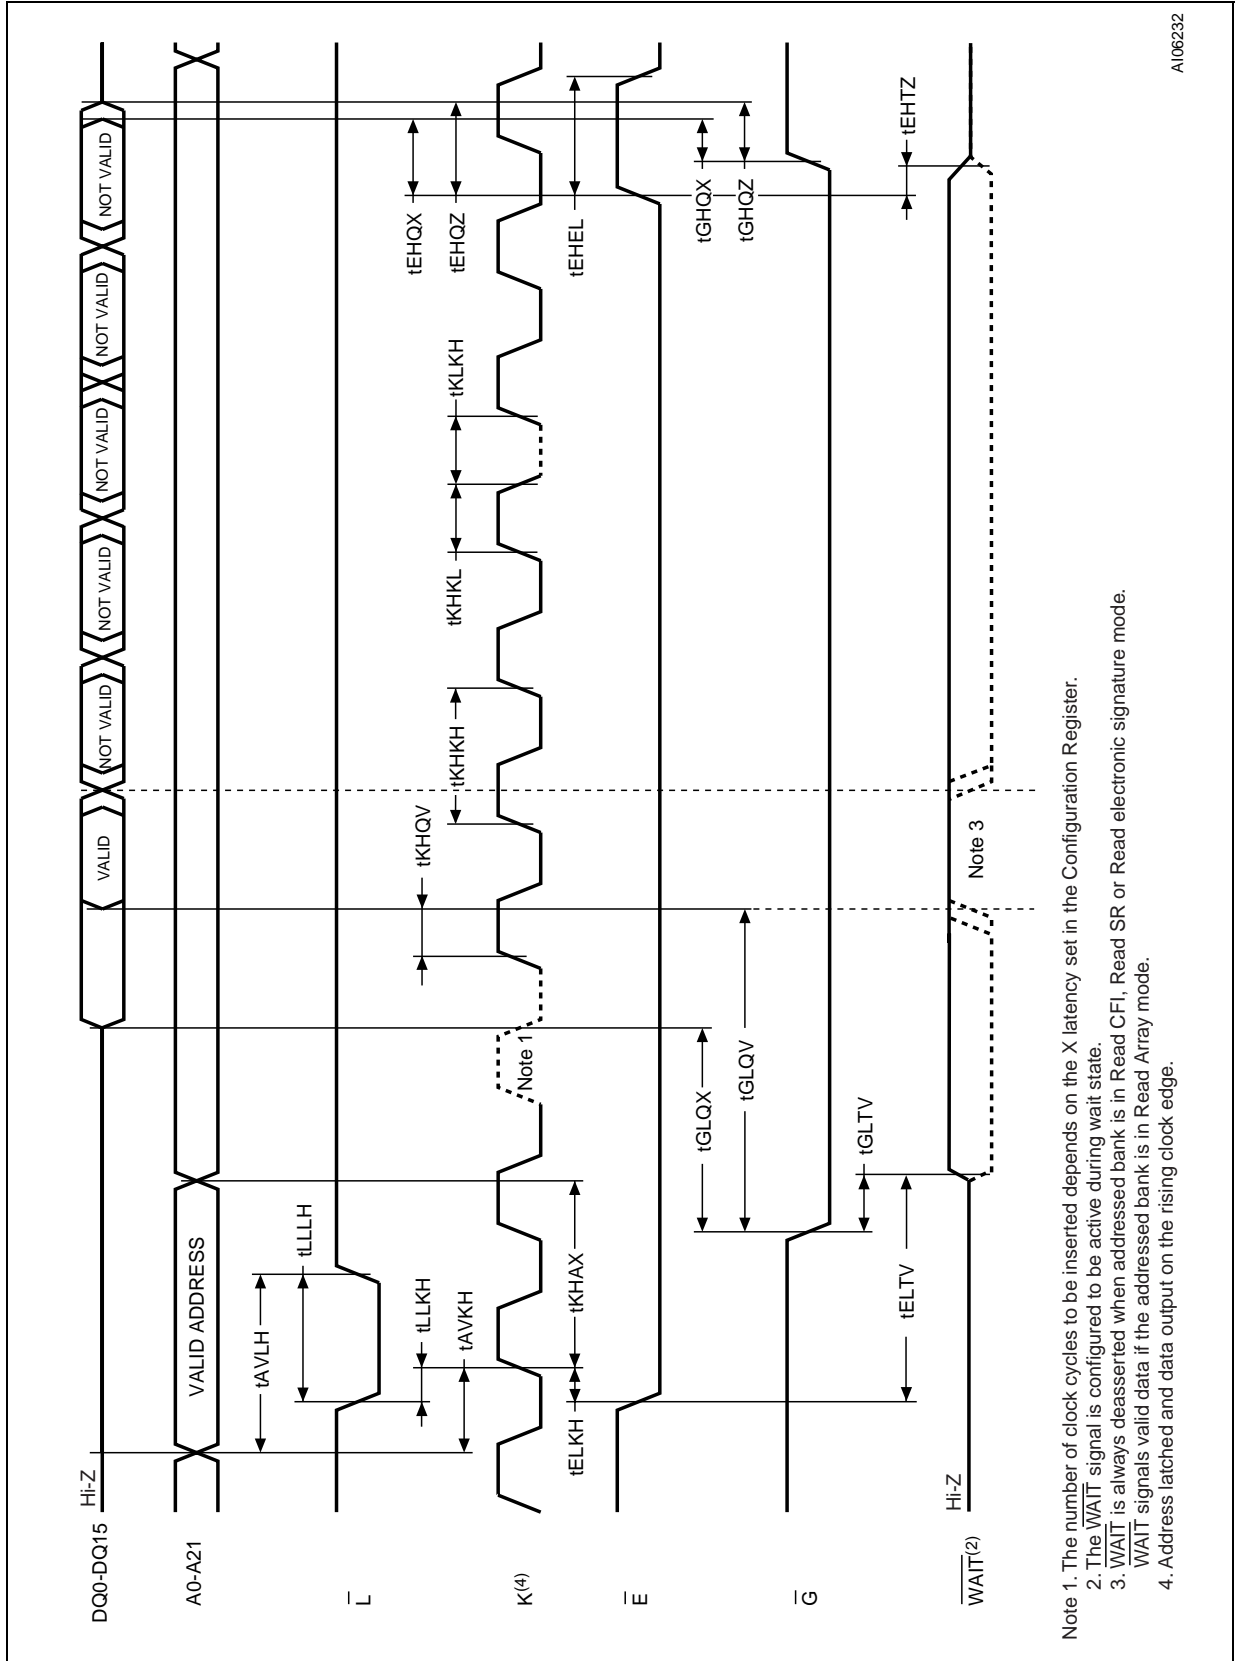 DQ0-DQ15
Hi-Z
VALID
NOT VALID
NOT VALID
NOT VALID
NOT VALID
NOT VALID
A0-A21
VALID ADDRESS
tAVLH
L
tLLLH
tEHQX
tLLKH
tKHQV
tAVKH
tKHKH
tKHKL
tKLKH
tEHQZ
K(4)
Note 1
tELKH
tKHAX
tEHEL
E
tGLQX
tGHQX
tGLQV
tGHQZ
G
tGLTV
tELTV
tEHTZ
WAIT(2)
Hi-Z
Note 3
Note 1. The number of clock cycles to be inserted depends on the X latency set in the Configuration Register.
2. The WAIT signal is configured to be active during wait state.
3. WAIT is always deasserted when addressed bank is in Read CFI, Read SR or Read electronic signature mode.
WAIT signals valid data if the addressed bank is in Read Array mode.
4. Address latched and data output on the rising clock edge.
AI06232